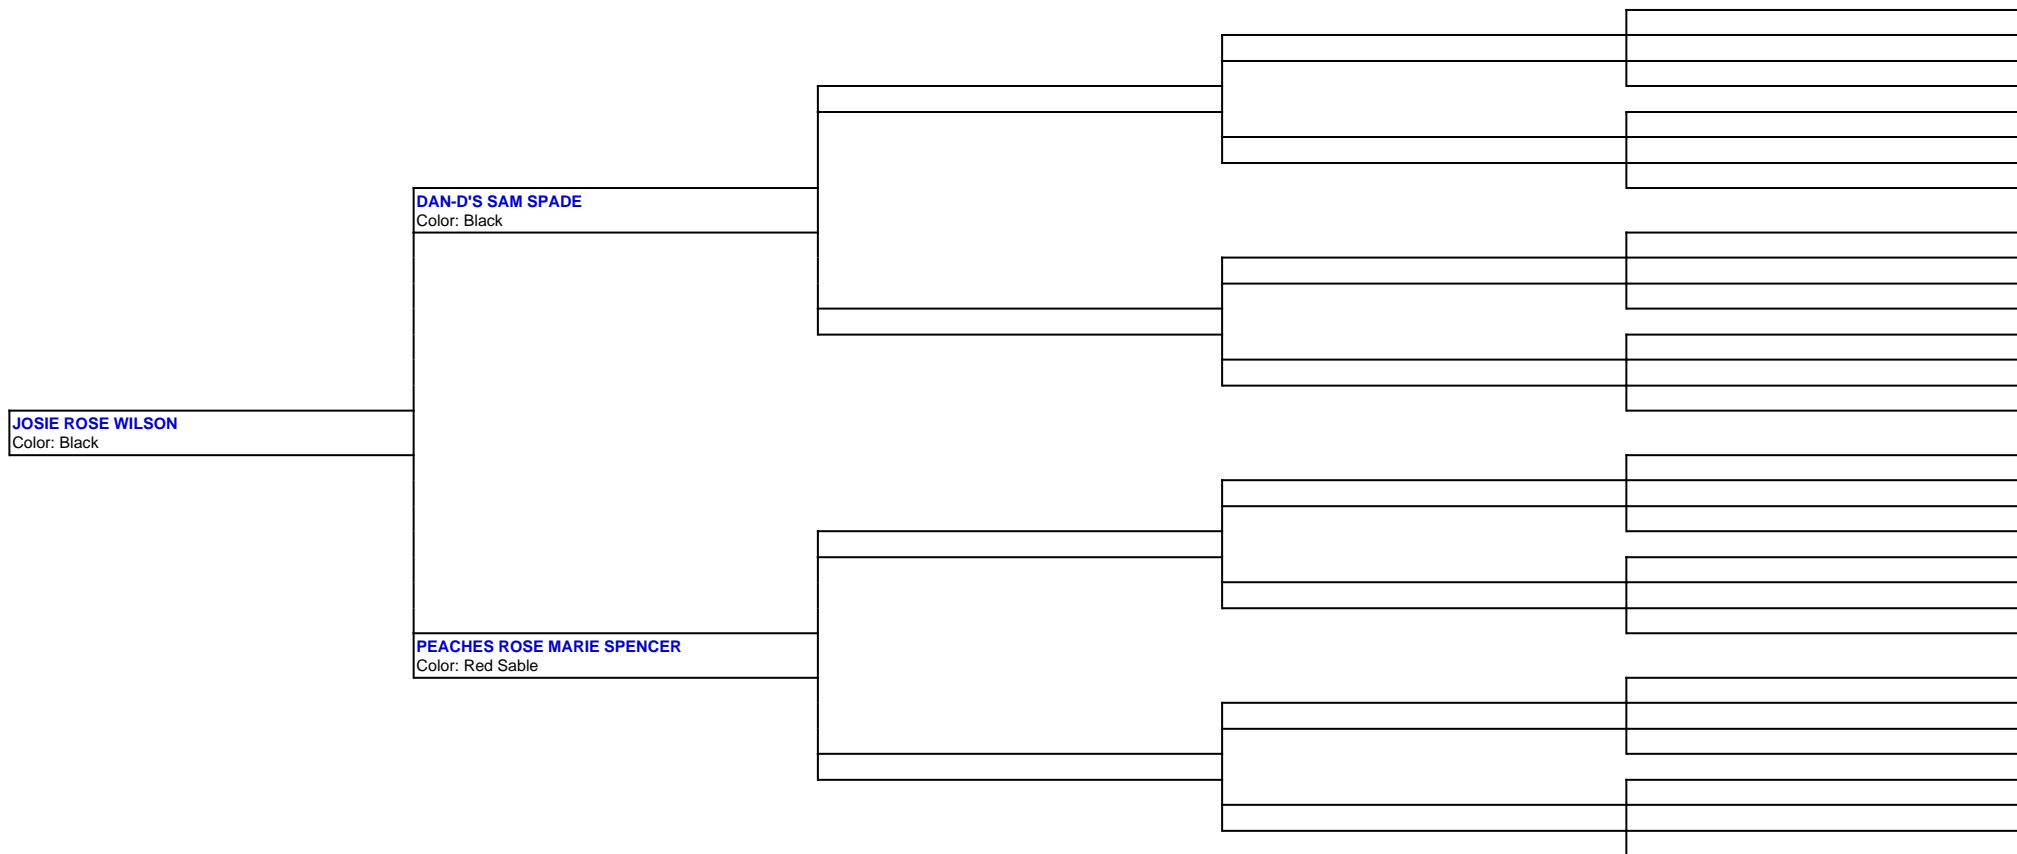 DAN-D'S SAM SPADE
Color: Black
JOSIE ROSE WILSON
Color: Black
PEACHES ROSE MARIE SPENCER
Color: Red Sable